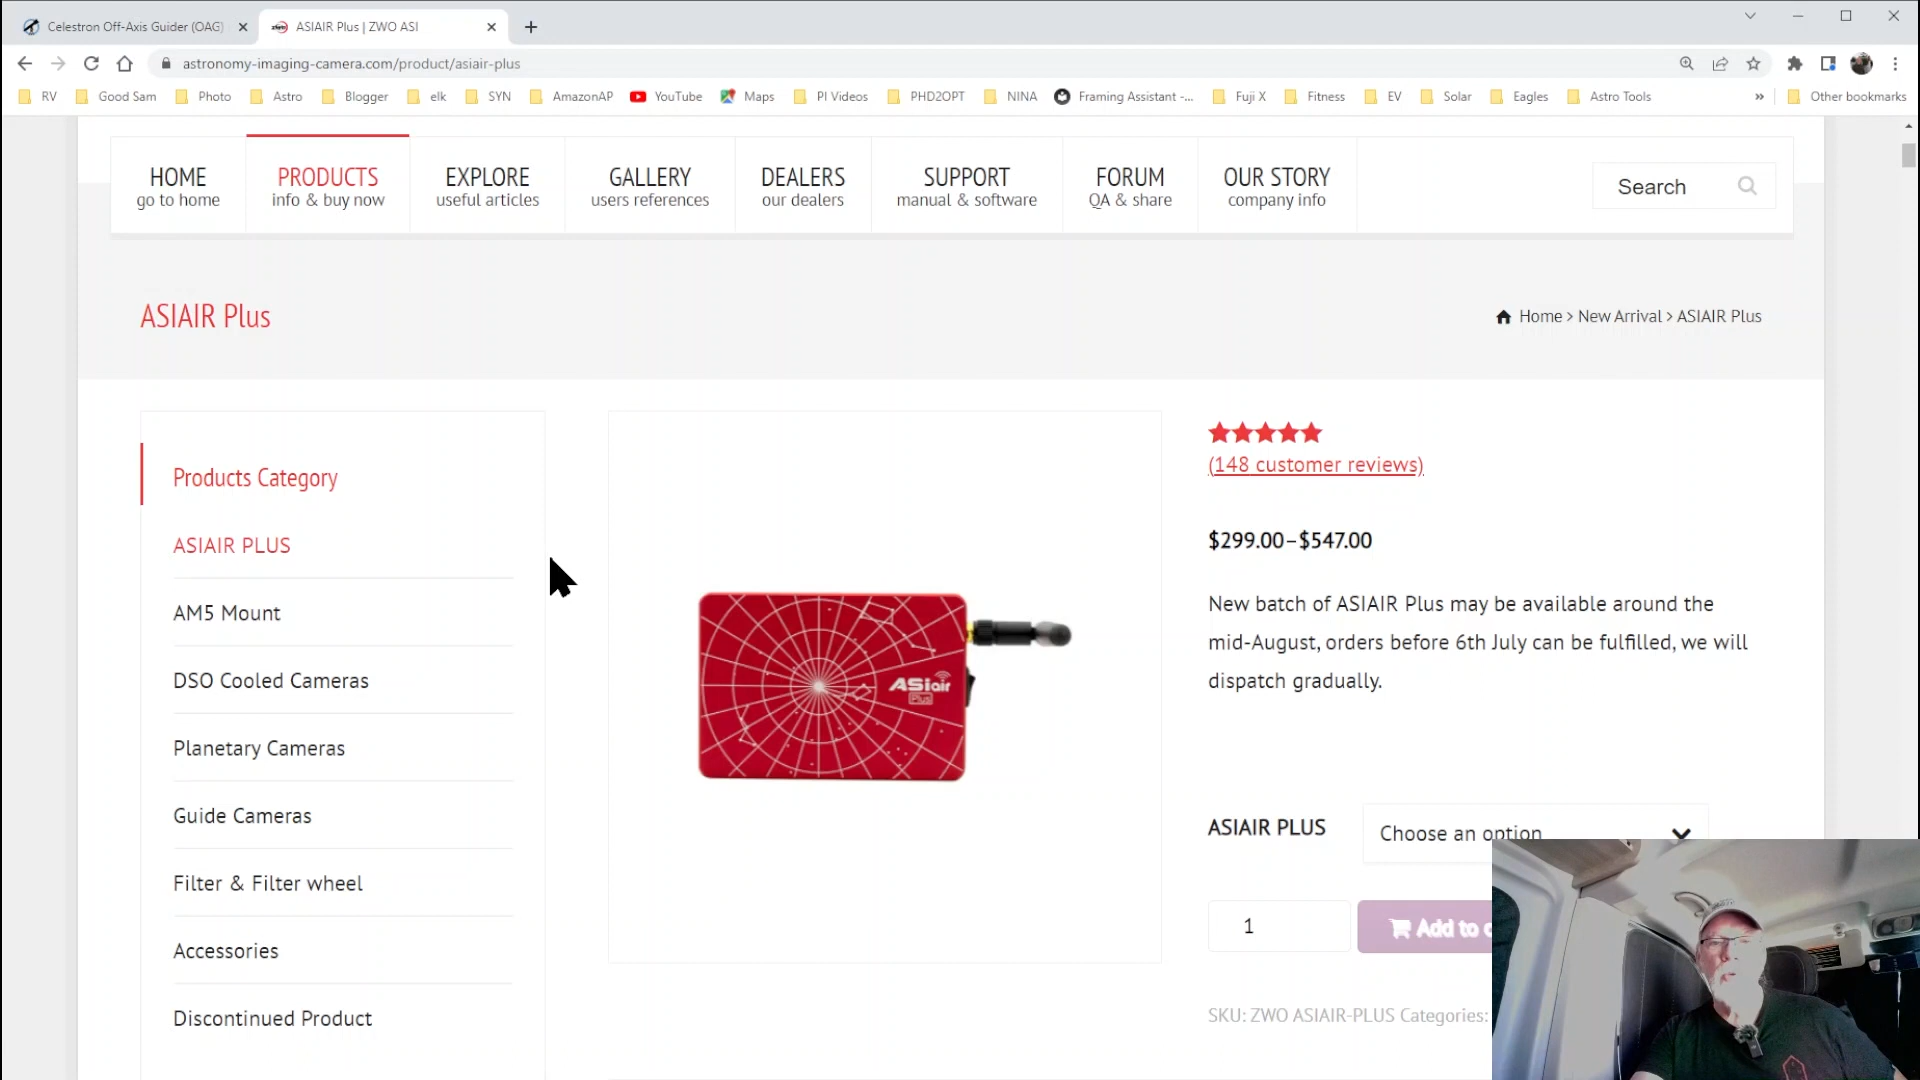 Celestron Off-Axis Guider (OAG)
ASIAIR Plus | ZWO ASI
astronomy-imaging-camera.com/product/asiair-plus
RV Good Sam Photo Astro Blogger elk SYN AmazonAP YouTube Maps PI Videos PHD2OPT NINA Framing Assistant -... Fuji X Fitness EV Solar Eagles Astro Tools » Other bookmarks
HOME PRODUCTS EXPLORE GALLERY DEALERS SUPPORT FORUM OUR STORY
go to home info & buy now useful articles users references our dealers manual & software QA & share company info
Search
ASIAIR Plus
Home > New Arrival > ASIAIR Plus
Products Category
ASIAIR PLUS
AM5 Mount
DSO Cooled Cameras
Planetary Cameras
Guide Cameras
Filter & Filter wheel
Accessories
Discontinued Product
ASiair
Plus
(148 customer reviews)
$299.00–$547.00
New batch of ASIAIR Plus may be available around the
mid-August, orders before 6th July can be fulfilled, we will
dispatch gradually.
ASIAIR PLUS
Choose an option
1
Add to c
SKU: ZWO ASIAIR-PLUS Categories: